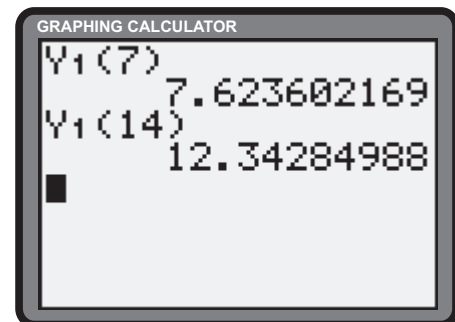 GRAPHING CALCULATOR
Y₁(7)
7.623602169
Y₁(14)
12.34284988